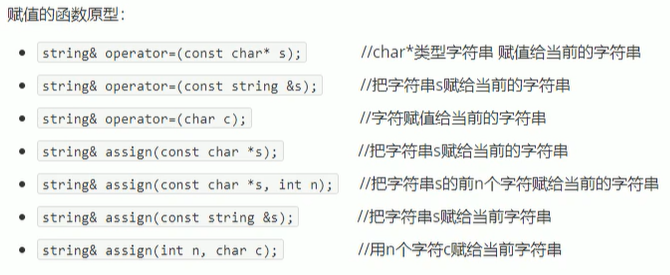 赋值的函数原型：
string& operator=(const char* s); //char*类型字符串 赋值给当前的字符串
string& operator=(const string &s); //把字符串s赋给当前的字符串
string& operator=(char c); //字符赋值给当前的字符串
string& assign(const char *s); //把字符串s赋给当前的字符串
string& assign(const char *s, int n); //把字符串s的前n个字符赋给当前的字符串
string& assign(const string &s); //把字符串s赋给当前字符串
string& assign(int n, char c); //用n个字符c赋给当前字符串